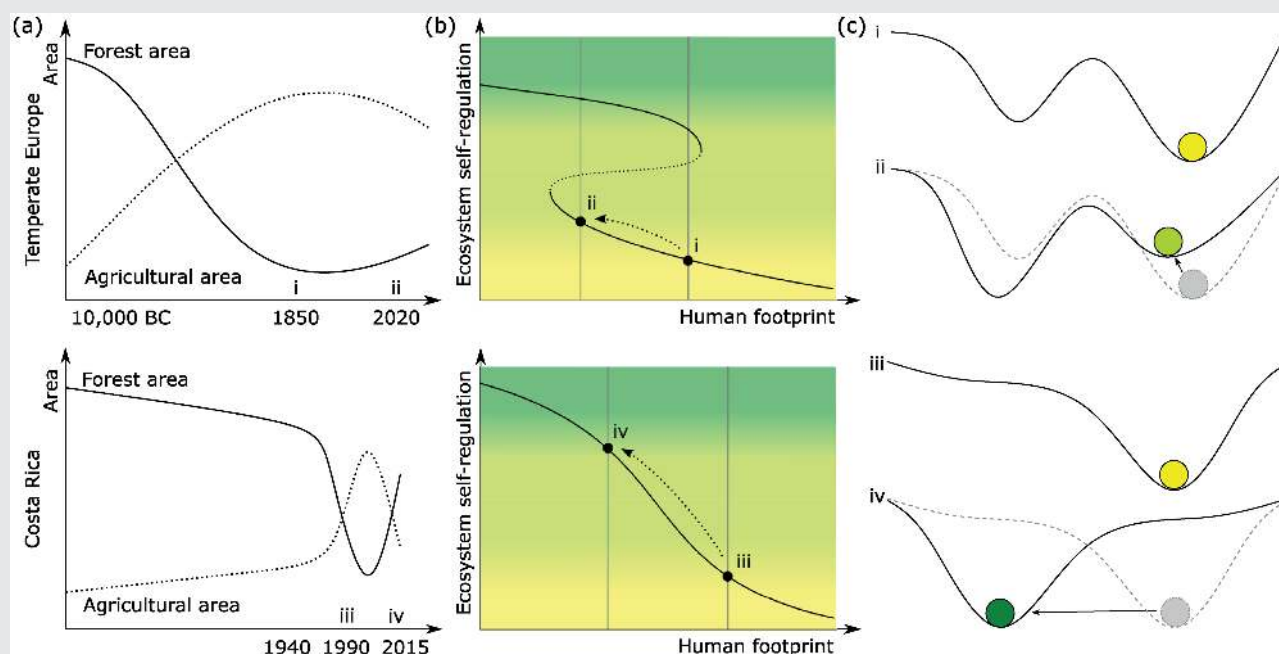 (a)
Area
Forest area
Temperate Europe
Agricultural area
i
ii
10,000 BC
1850
2020
(b)
Ecosystem self-regulation
ii
i
Human footprint
(c)
i
ii
Area
Forest area
Costa Rica
Agricultural area
iii
iv
1940
1990
2015
Ecosystem self-regulation
iv
iii
Human footprint
iii
iv